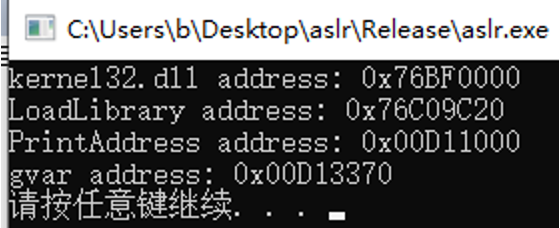 C:\Users\b\Desktop\aslr\Release\aslr.exe
kernel32.dll address: 0x76BF0000
LoadLibrary address: 0x76C09C20
PrintAddress address: 0x00D11000
gvar address: 0x00D13370
请按任意键继续. . .